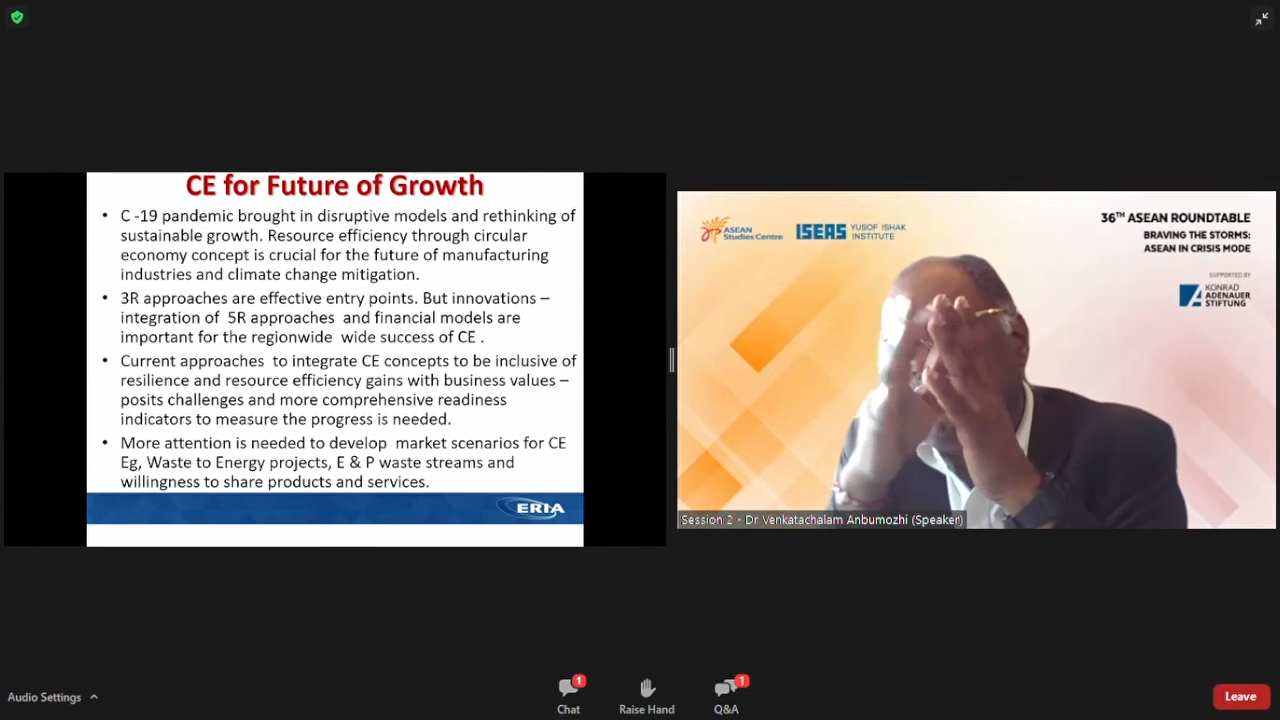 CE for Future of Growth
• C -19 pandemic brought in disruptive models and rethinking of
sustainable growth. Resource efficiency through circular
economy concept is crucial for the future of manufacturing
industries and climate change mitigation.
• 3R approaches are effective entry points. But innovations –
integration of 5R approaches and financial models are
important for the regionwide wide success of CE .
• Current approaches to integrate CE concepts to be inclusive of
resilience and resource efficiency gains with business values –
posits challenges and more comprehensive readiness
indicators to measure the progress is needed.
• More attention is needed to develop market scenarios for CE
Eg, Waste to Energy projects, E & P waste streams and
willingness to share products and services.
ERIA
ASEAN
Studies Centre
ISEAS YUSOF ISHAK
INSTITUTE
36TH ASEAN ROUNDTABLE
BRAVING THE STORMS:
ASEAN IN CRISIS MODE
SUPPORTED BY
KONRAD
ADENAUER
STIFTUNG
Session 2 - Dr Venkatachalam Anbumozhi (Speaker)
Audio Settings
1
Chat
Raise Hand
1
Q&A
Leave